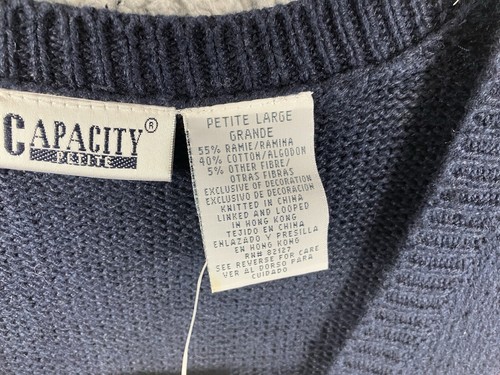 CAPACITY®
PETITE
PETITE LARGE
GRANDE
55% RAMIE/RAMINA
40% COTTON/ALGODON
5% OTHER FIBRE/
OTRAS FIBRAS
EXCLUSIVE OF DECORATION
EXCLUSIVO DE DECORACION
KNITTED IN CHINA
LINKED AND LOOPED
IN HONG KONG
TEJIDO EN CHINA
ENLAZADO Y PRESILLA
EN HONG KONG
RN# 82127
SEE REVERSE FOR CARE
VER AL DORSO PARA
CUIDADO